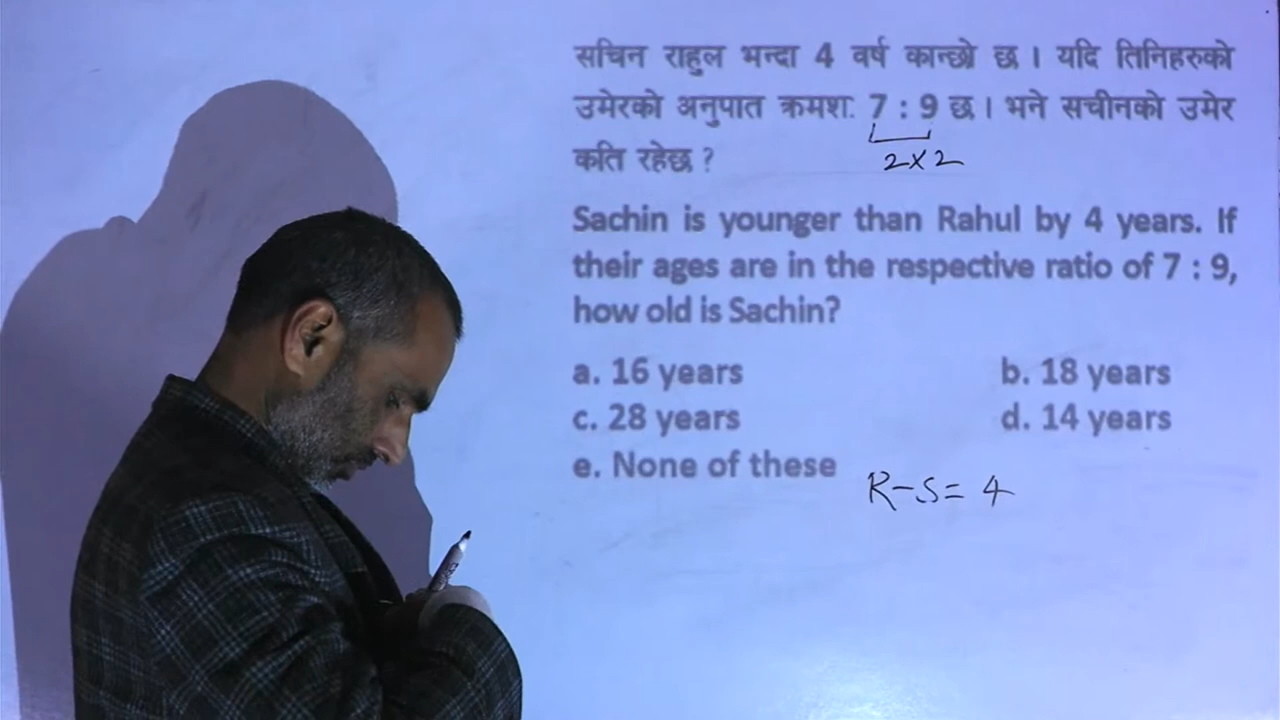 सचिन राहुल भन्दा 4 वर्ष कान्छो छ । यदि तिनिहरुको
उमेरको अनुपात क्रमश: 7 : 9 छ । भने सचीनको उमेर
कति रहेछ ?
2×2
Sachin is younger than Rahul by 4 years. If
their ages are in the respective ratio of 7 : 9,
how old is Sachin?
a. 16 years b. 18 years
c. 28 years d. 14 years
e. None of these
R-S= 4